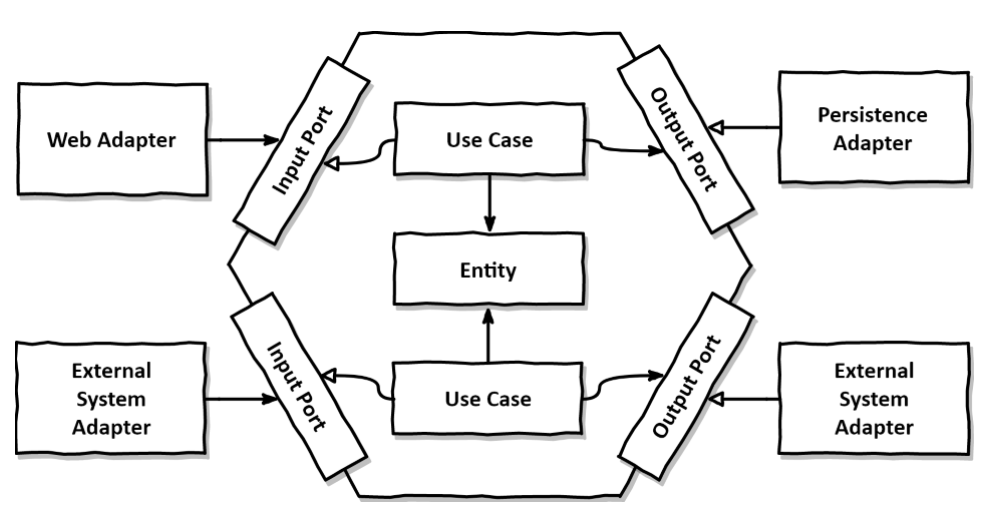 Web Adapter
Input Port
Use Case
Output Port
Persistence
Adapter
Entity
External
System
Adapter
Input Port
Use Case
Output Port
External
System
Adapter